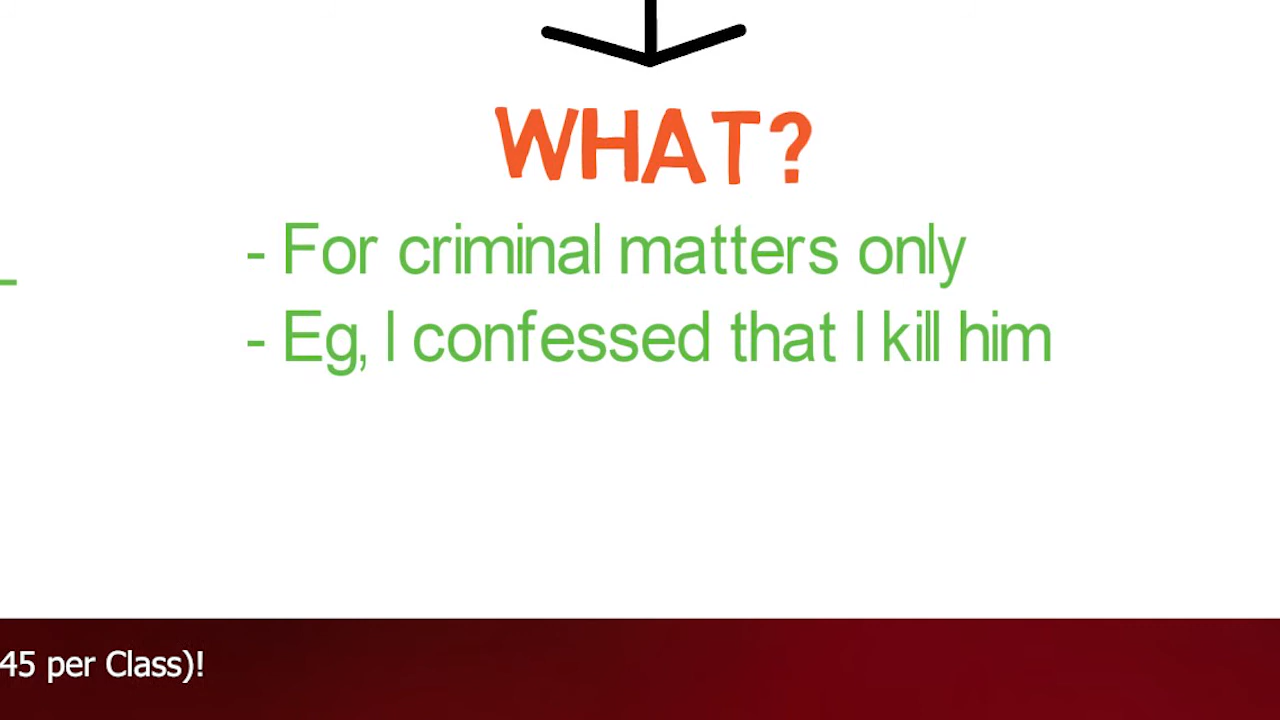 WHAT?
- For criminal matters only
- Eg, I confessed that I kill him
45 per Class)!